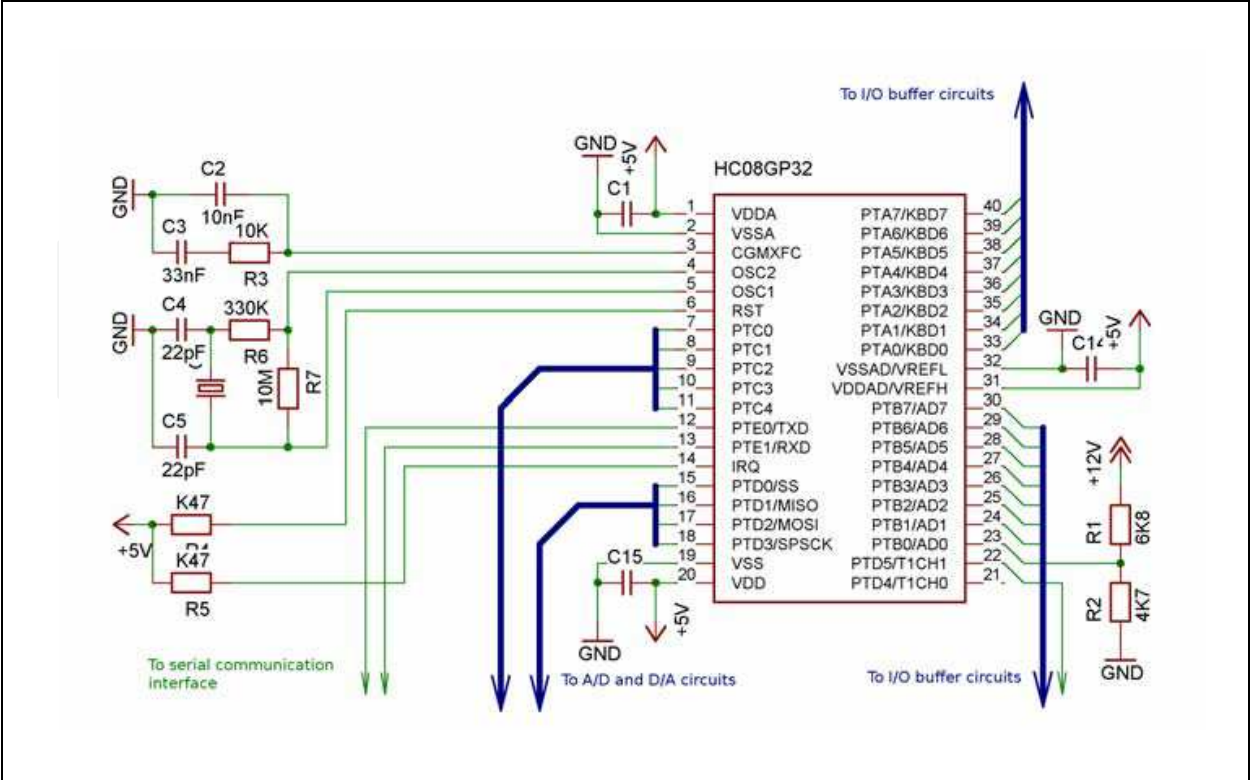 To I/O buffer circuits
GND
+5V
C1
HC08GP32
1 VDDA PTA7/KBD7 40
2 VSSA PTA6/KBD6 39
3 CGMXFC PTA5/KBD5 38
4 OSC2 PTA4/KBD4 37
5 OSC1 PTA3/KBD3 36
6 RST PTA2/KBD2 35
7 PTC0 PTA1/KBD1 34
8 PTC1 PTA0/KBD0 33
9 PTC2 VSSAD/VREFL 32
10 PTC3 VDDAD/VREFH 31
11 PTC4 PTB7/AD7 30
12 PTE0/TXD PTB6/AD6 29
13 PTE1/RXD PTB5/AD5 28
14 IRQ PTB4/AD4 27
15 PTD0/SS PTB3/AD3 26
16 PTD1/MISO PTB2/AD2 25
17 PTD2/MOSI PTB1/AD1 24
18 PTD3/SPSCK PTB0/AD0 23
19 VSS PTD5/T1CH1 22
20 VDD PTD4/T1CH0 21
GND
C2
10nF
C3
10K
33nF
R3
GND
C4
330K
22pF
R6
10M
R7
C5
22pF
K47
+5V
K47
R5
C15
+5V
GND
GND
+5V
+12V
R1
6K8
R2
4K7
GND
To serial communication
interface
To A/D and D/A circuits
To I/O buffer circuits